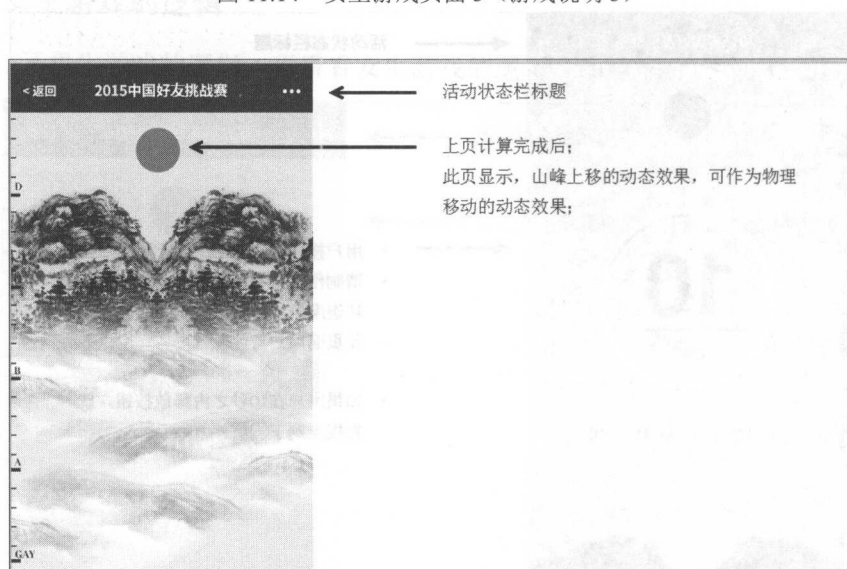 <返回 2015中国好友挑战赛 •••
活动状态栏标题
上页计算完成后;
此页显示，山峰上移的动态效果，可作为物理
移动的动态效果;
D
B
A
GAY